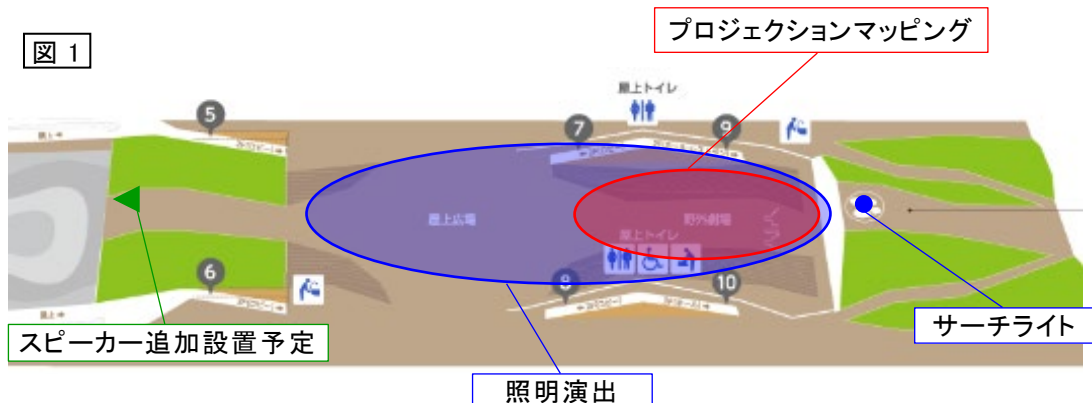 プロジェクションマッピング
図 1
屋上トイレ
5
7
9
屋上広場
野外劇場
屋上トイレ
6
8
10
スピーカー追加設置予定
サーチライト
照明演出